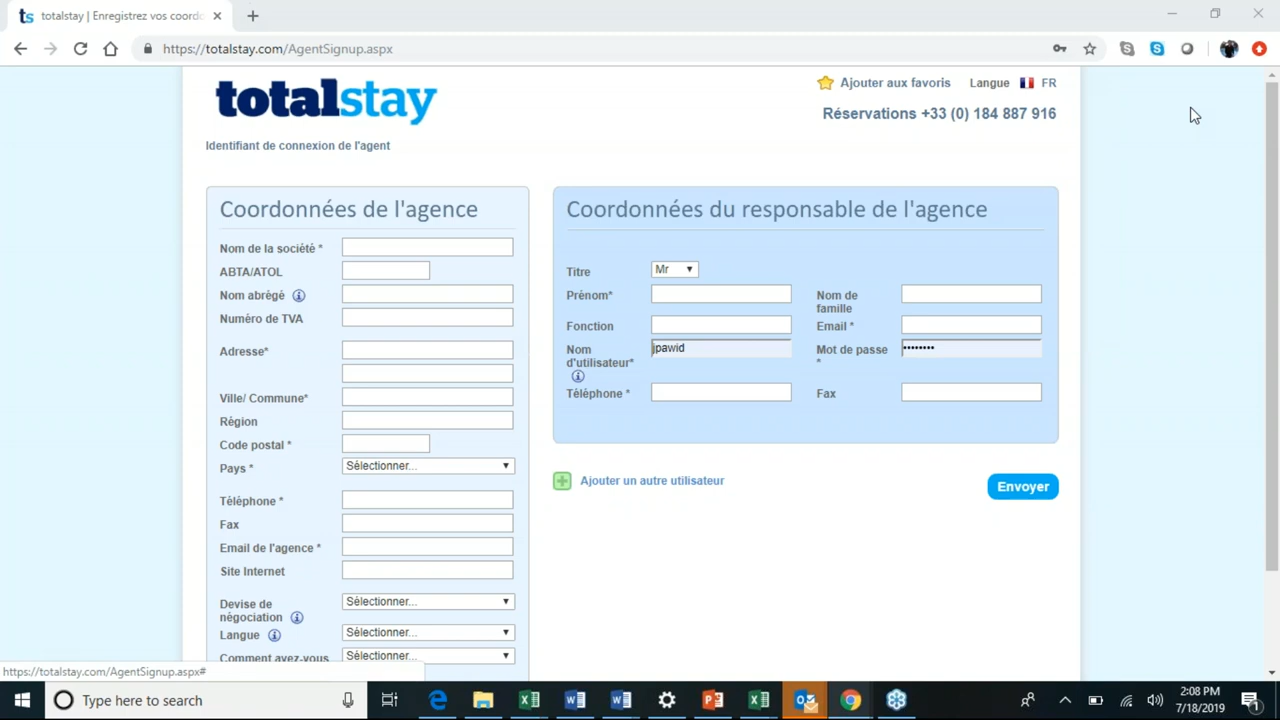 totalstay | Enregistrez vos coordo
https://totalstay.com/AgentSignup.aspx
totalstay
Ajouter aux favoris
Langue FR
Réservations +33 (0) 184 887 916
Identifiant de connexion de l'agent
Coordonnées de l'agence
Nom de la société *
ABTA/ATOL
Nom abrégé
Numéro de TVA
Adresse*
Ville/ Commune*
Région
Code postal *
Pays *
Sélectionner...
Téléphone *
Fax
Email de l'agence *
Site Internet
Devise de
négociation
Sélectionner...
Langue
Sélectionner...
Comment avez-vous
Sélectionner...
Coordonnées du responsable de l'agence
Titre
Mr
Prénom*
Nom de
famille
Fonction
Email *
Nom
d'utilisateur*
jpawid
Mot de passe
*
••••••••
Téléphone *
Fax
Ajouter un autre utilisateur
Envoyer
https://totalstay.com/AgentSignup.aspx#
Type here to search
2:08 PM
7/18/2019
1